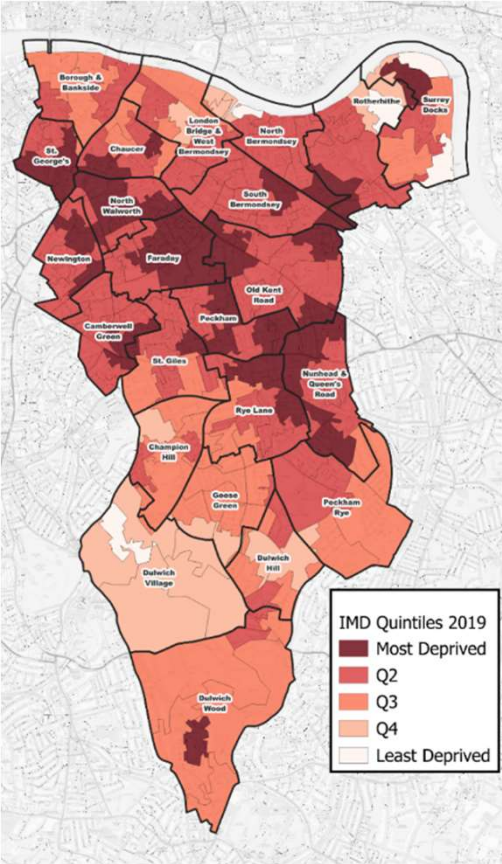 Borough &
Bankside
Rotherhithe
Surrey
Docks
London
Bridge &
West
Bermondsey
North
Bermondsey
St.
George's
Chaucer
South
Bermondsey
North
Walworth
Newington
Faraday
Old Kent
Road
Peckham
Camberwell
Green
St. Giles
Nunhead &
Queen's
Road
Rye Lane
Champion
Hill
Goose
Green
Peckham
Rye
Dulwich
Hill
Dulwich
Village
Dulwich
Wood
IMD Quintiles 2019
Most Deprived
Q2
Q3
Q4
Least Deprived